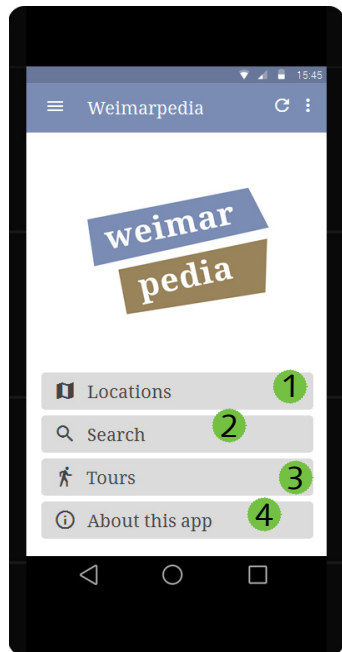 15:45
Weimarpedia
weimar
pedia
Locations 1
Search 2
Tours 3
About this app 4